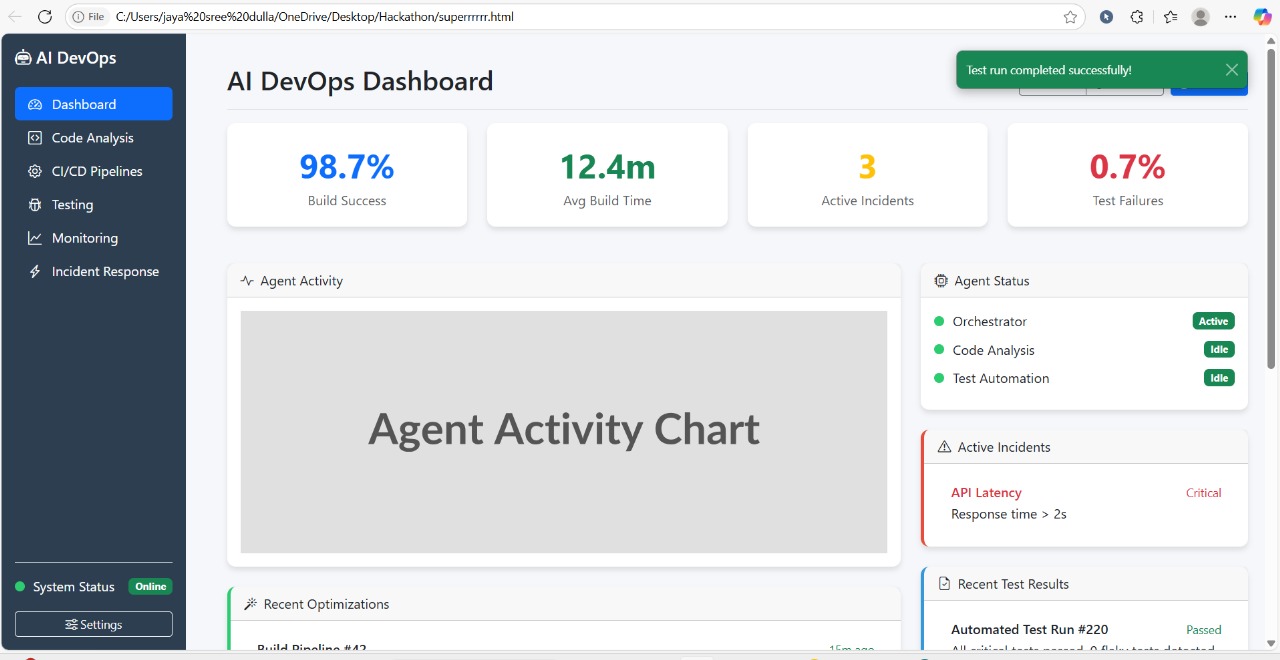 File C:/Users/jaya%20sree%20dulla/OneDrive/Desktop/Hackathon/superrrrrr.html
AI DevOps
Dashboard
Code Analysis
CI/CD Pipelines
Testing
Monitoring
Incident Response
System Status Online
Settings
AI DevOps Dashboard
Test run completed successfully!
98.7%
Build Success
12.4m
Avg Build Time
3
Active Incidents
0.7%
Test Failures
Agent Activity
Agent Activity Chart
Recent Optimizations
Build Pipeline #42 15m ago
Agent Status
Orchestrator Active
Code Analysis Idle
Test Automation Idle
Active Incidents
API Latency Critical
Response time > 2s
Recent Test Results
Automated Test Run #220 Passed
All critical tests passed, 0 flaky tests detected